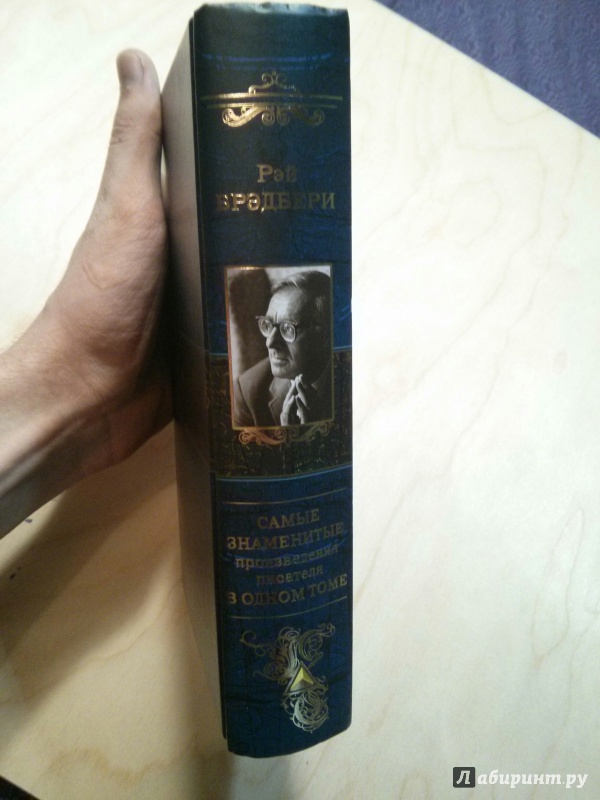 Рэй
БРЭДБЕРИ
САМЫЕ
ЗНАМЕНИТЫЕ
произведения
писателя
В ОДНОМ ТОМЕ
Лабиринт.ру